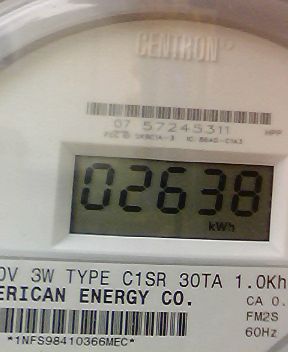 CENTRON
07 57245311 HPP
02638
kWh
0V 3W TYPE C1SR 30TA 1.0Kh
ERICAN ENERGY CO. CA 0.
FM2S
60Hz
*1NFS98410366MEC*